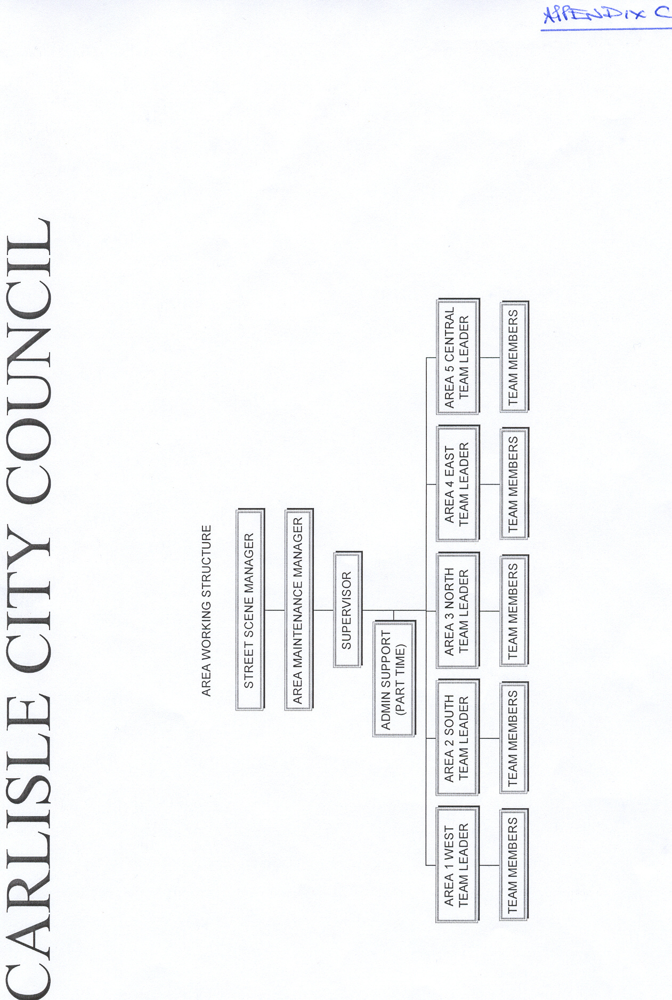 APPENDIX C
CARLISLE CITY COUNCIL
AREA WORKING STRUCTURE
STREET SCENE MANAGER
AREA MAINTENANCE MANAGER
SUPERVISOR
ADMIN SUPPORT
(PART TIME)
AREA 1 WEST
TEAM LEADER
AREA 2 SOUTH
TEAM LEADER
AREA 3 NORTH
TEAM LEADER
AREA 4 EAST
TEAM LEADER
AREA 5 CENTRAL
TEAM LEADER
TEAM MEMBERS
TEAM MEMBERS
TEAM MEMBERS
TEAM MEMBERS
TEAM MEMBERS